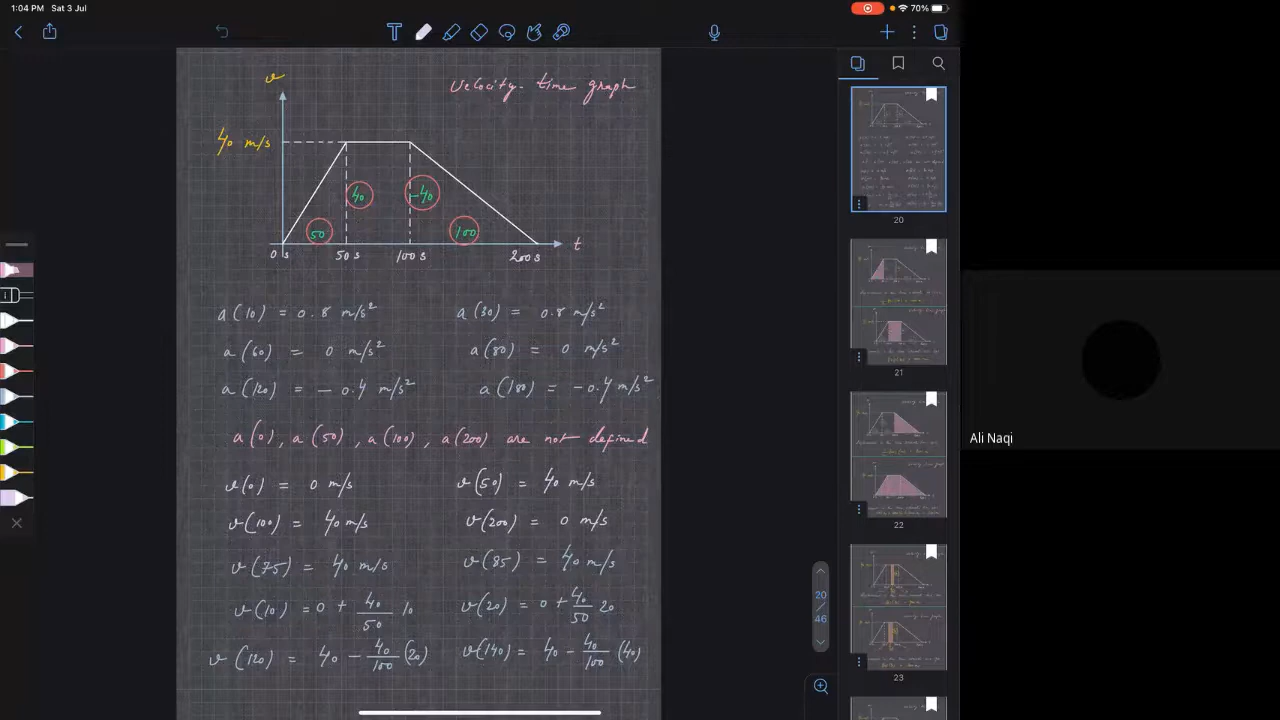 1:04 PM Sat 3 Jul
70%
Velocity-time graph
v
40 m/s
40
-40
50
100
t
0 s
50 s
100 s
200 s
a(10) = 0.8 m/s²
a(30) = 0.8 m/s²
a(60) = 0 m/s²
a(80) = 0 m/s²
a(120) = - 0.4 m/s²
a(180) = -0.4 m/s²
a(0), a(50), a(100), a(200) are not defined
v(0) = 0 m/s
v(50) = 40 m/s
v(100) = 40 m/s
v(200) = 0 m/s
v(75) = 40 m/s
v(85) = 40 m/s
v(10) = 0 + 40/50 10
v(20) = 0 + 40/50 20
v(120) = 40 - 40/100 (20)
v(140) = 40 - 40/100 (40)
20
/
46
20
21
22
23
Ali Naqi